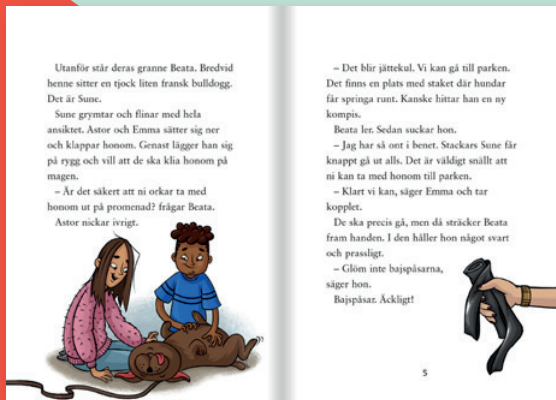 Utanför står deras granne Beata. Bredvid
henne sitter en tjock liten fransk bulldogg.
Det är Sune.
Sune grymtar och flinar med hela
ansiktet. Astor och Emma sätter sig ner
och klappar honom. Genast lägger han sig
på rygg och vill att de ska klia honom på
magen.
– Är det säkert att ni orkar ta med
honom ut på promenad? frågar Beata.
Astor nickar ivrigt.
– Det blir jättekul. Vi kan gå till parken.
Det finns en plats med staket där hundar
får springa runt. Kanske hittar han en ny
kompis.
Beata ler. Sedan suckar hon.
– Jag har så ont i benet. Stackars Sune får
knappt gå ut alls. Det är väldigt snällt att
ni kan ta med honom till parken.
– Klart vi kan, säger Emma och tar
kopplet.
De ska precis gå, men då sträcker Beata
fram handen. I den håller hon något svart
och prassligt.
– Glöm inte bajspåsarna,
säger hon.
Bajspåsar. Äckligt!
5